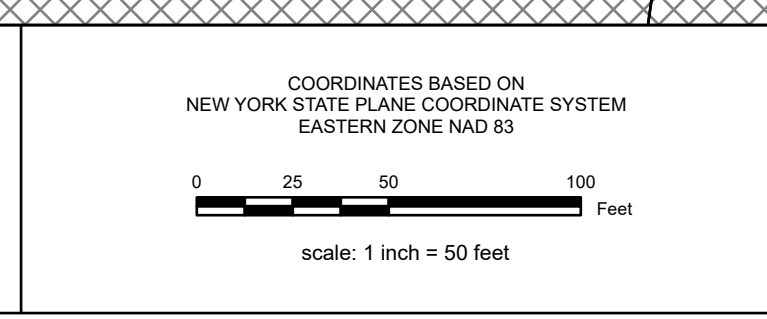 COORDINATES BASED ON
NEW YORK STATE PLANE COORDINATE SYSTEM
EASTERN ZONE NAD 83
0 25 50 100
Feet
scale: 1 inch = 50 feet